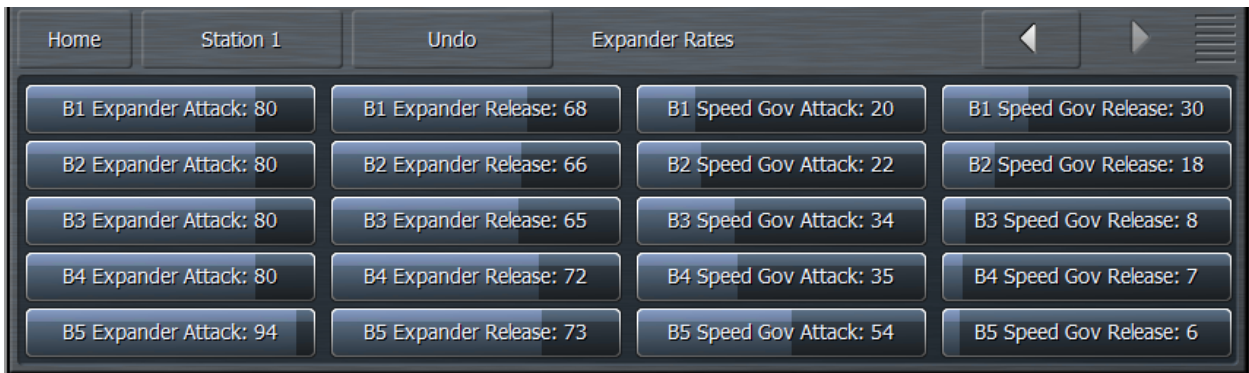 Home Station 1 Undo Expander Rates
B1 Expander Attack: 80 B1 Expander Release: 68 B1 Speed Gov Attack: 20 B1 Speed Gov Release: 30
B2 Expander Attack: 80 B2 Expander Release: 66 B2 Speed Gov Attack: 22 B2 Speed Gov Release: 18
B3 Expander Attack: 80 B3 Expander Release: 65 B3 Speed Gov Attack: 34 B3 Speed Gov Release: 8
B4 Expander Attack: 80 B4 Expander Release: 72 B4 Speed Gov Attack: 35 B4 Speed Gov Release: 7
B5 Expander Attack: 94 B5 Expander Release: 73 B5 Speed Gov Attack: 54 B5 Speed Gov Release: 6